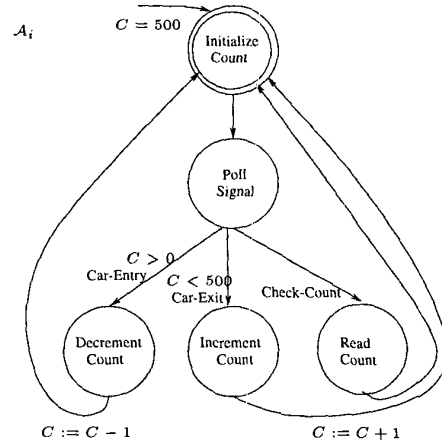 C = 500
𝒜ᵢ
Initialize
Count
Poll
Signal
C > 0
Car-Entry
C < 500
Car-Exit
Check-Count
Decrement
Count
Increment
Count
Read
Count
C := C − 1
C := C + 1